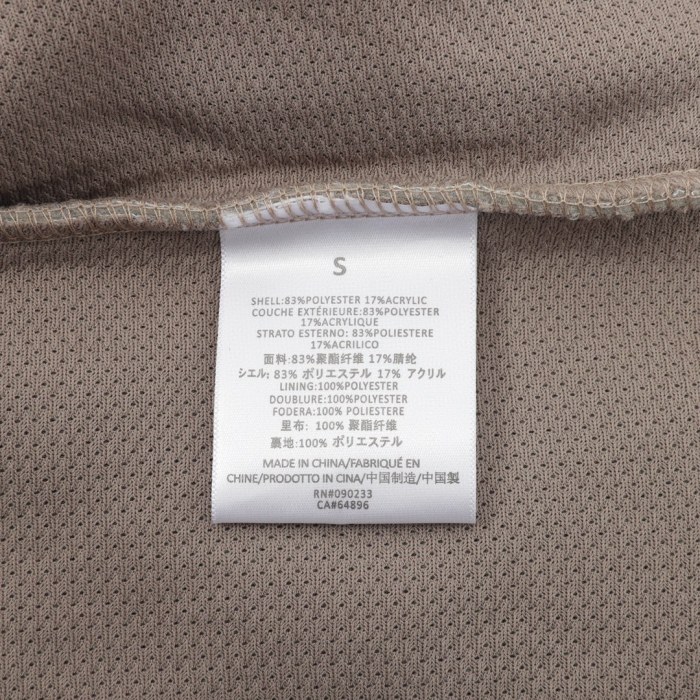 S
SHELL:83%POLYESTER 17%ACRYLIC
COUCHE EXTÉRIEURE:83%POLYESTER
17%ACRYLIQUE
STRATO ESTERNO: 83%POLIESTERE
17%ACRILICO
面料:83%聚酯纤维 17%腈纶
シエル: 83% ポリエステル 17% アクリル
LINING:100%POLYESTER
DOUBLURE:100%POLYESTER
FODERA:100% POLIESTERE
里布: 100% 聚酯纤维
裏地:100% ポリエステル
MADE IN CHINA/FABRIQUÉ EN
CHINE/PRODOTTO IN CINA/中国制造/中国製
RN#090233
CA#64896